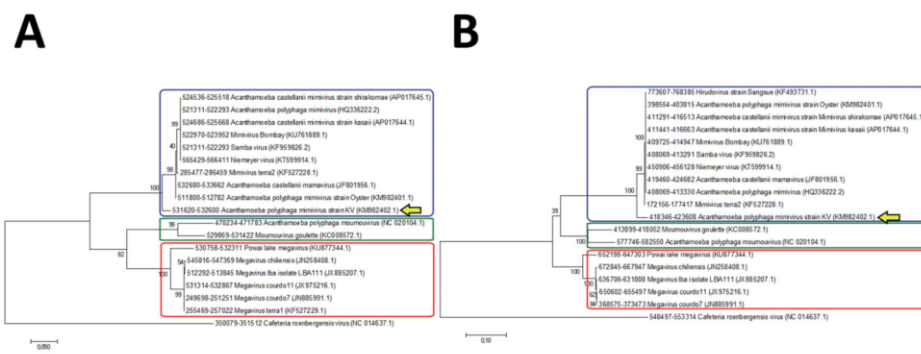 A
B
524536-525518 Acanthamoeba castellanii mimivirus strain shirakomae (AP017645.1)
521311-522293 Acanthamoeba polyphaga mimivirus (HQ336222.2)
524686-525668 Acanthamoeba castellanii mimivirus strain kasaii (AP017644.1)
99
522970-523952 Mimivirus Bombay (KU761889.1)
40
521311-522293 Samba virus (KF959826.2)
565429-566411 Niemeyer virus (KT599914.1)
98
285477-286459 Mimivirus terra2 (KF527228.1)
532680-533662 Acanthamoeba castellanii mamavirus (JF801956.1)
100
511800-512782 Acanthamoeba polyphaga mimivirus strain Oyster (KM982401.1)
531620-532600 Acanthamoeba polyphaga mimivirus strain KV (KM982402.1)
99
470234-471783 Acanthamoeba polyphaga moumouvirus (NC 020104.1)
529869-531422 Moumouvirus goulette (KC008572.1)
82
530758-532311 Powai lake megavirus (KU877344.1)
545816-547369 Megavirus chiliensis (JN258408.1)
100
54
512292-513845 Megavirus lba isolate LBA111 (JX885207.1)
531314-532867 Megavirus courdo11 (JX975216.1)
99
249698-251251 Megavirus courdo7 (JN885991.1)
255469-257022 Megavirus terra1 (KF527229.1)
350079-351512 Cafeteria roenbergensis virus (NC 014637.1)
0,050
773607-768385 Hirudovirus strain Sangsue (KF493731.1)
398554-403815 Acanthamoeba polyphaga mimivirus strain Oyster (KM982401.1)
411291-416513 Acanthamoeba castellanii mimivirus strain Mimivirus shirakomae (AP017645.1)
411441-416663 Acanthamoeba castellanii mimivirus strain Mimivirus kasaii (AP017644.1)
409725-414947 Mimivirus Bombay (KU761889.1)
408069-413291 Samba virus (KF959826.2)
450906-456128 Niemeyer virus (KT599914.1)
419460-424682 Acanthamoeba castellanii mamavirus (JF801956.1)
408069-413330 Acanthamoeba polyphaga mimivirus (HQ336222.2)
100
39
172156-177417 Mimivirus terra2 (KF527228.1)
418346-423608 Acanthamoeba polyphaga mimivirus strain KV (KM982402.1)
413899-418052 Moumouvirus goulette (KC008572.1)
100
577746-582550 Acanthamoeba polyphaga moumouvirus (NC 020104.1)
652198-647303 Powai lake megavirus (KU877344.1)
672845-667947 Megavirus chiliensis (JN258408.1)
100
636706-631808 Megavirus lba isolate LBA111 (JX885207.1)
100
650602-655497 Megavirus courdo11 (JX975216.1)
62
368575-373473 Megavirus courdo7 (JN885991.1)
548497-553314 Cafeteria roenbergensis virus (NC 014637.1)
0,10